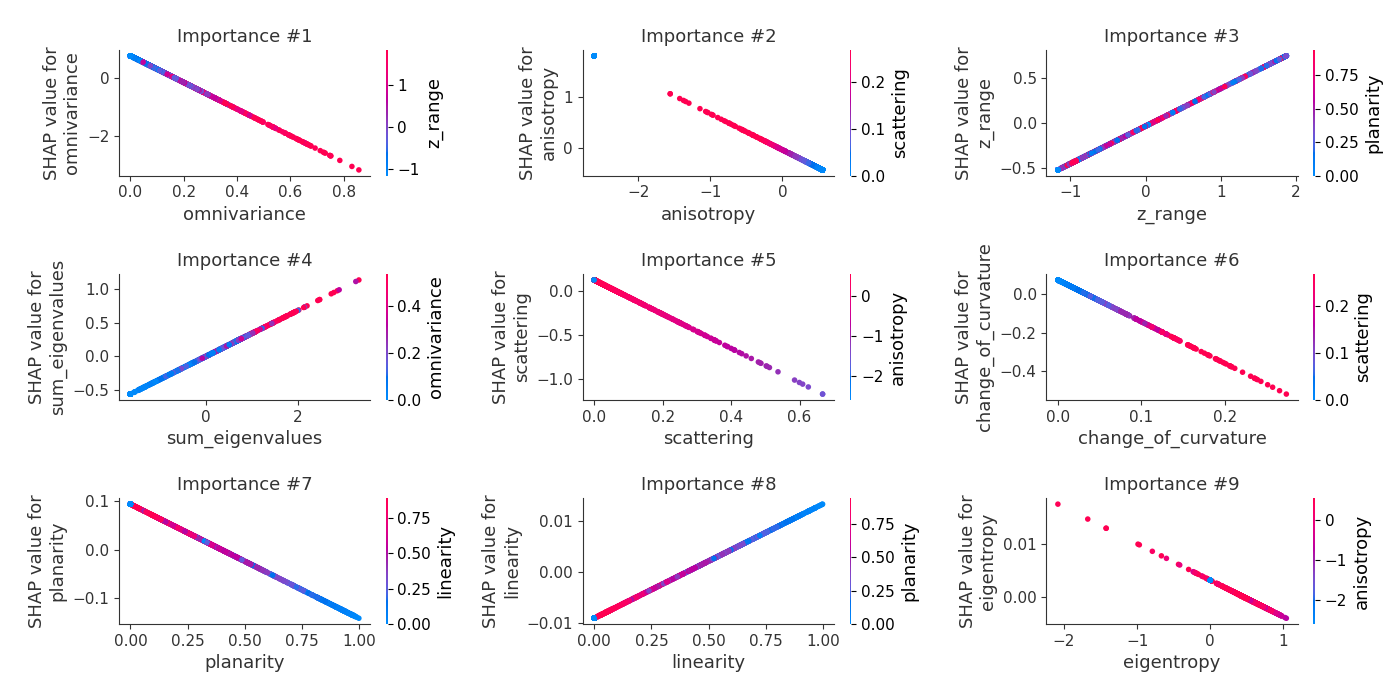 Importance #1
SHAP value for
omnivariance
0
−2
0.0 0.2 0.4 0.6 0.8
omnivariance
1
0
−1
z_range
Importance #2
SHAP value for
anisotropy
1
0
−2 −1 0
anisotropy
0.2
0.1
0.0
scattering
Importance #3
SHAP value for
z_range
0.5
0.0
−0.5
−1 0 1 2
z_range
0.75
0.50
0.25
0.00
planarity
Importance #4
SHAP value for
sum_eigenvalues
1.0
0.5
0.0
−0.5
0 2
sum_eigenvalues
0.4
0.2
0.0
omnivariance
Importance #5
SHAP value for
scattering
0.0
−0.5
−1.0
0.0 0.2 0.4 0.6
scattering
0
−1
−2
anisotropy
Importance #6
SHAP value for
change_of_curvature
0.0
−0.2
−0.4
0.0 0.1 0.2
change_of_curvature
0.2
0.1
0.0
scattering
Importance #7
SHAP value for
planarity
0.1
0.0
−0.1
0.00 0.25 0.50 0.75 1.00
planarity
0.75
0.50
0.25
0.00
linearity
Importance #8
SHAP value for
linearity
0.01
0.00
−0.01
0.00 0.25 0.50 0.75 1.00
linearity
0.75
0.50
0.25
0.00
planarity
Importance #9
SHAP value for
eigentropy
0.01
0.00
−2 −1 0 1
eigentropy
0
−1
−2
anisotropy